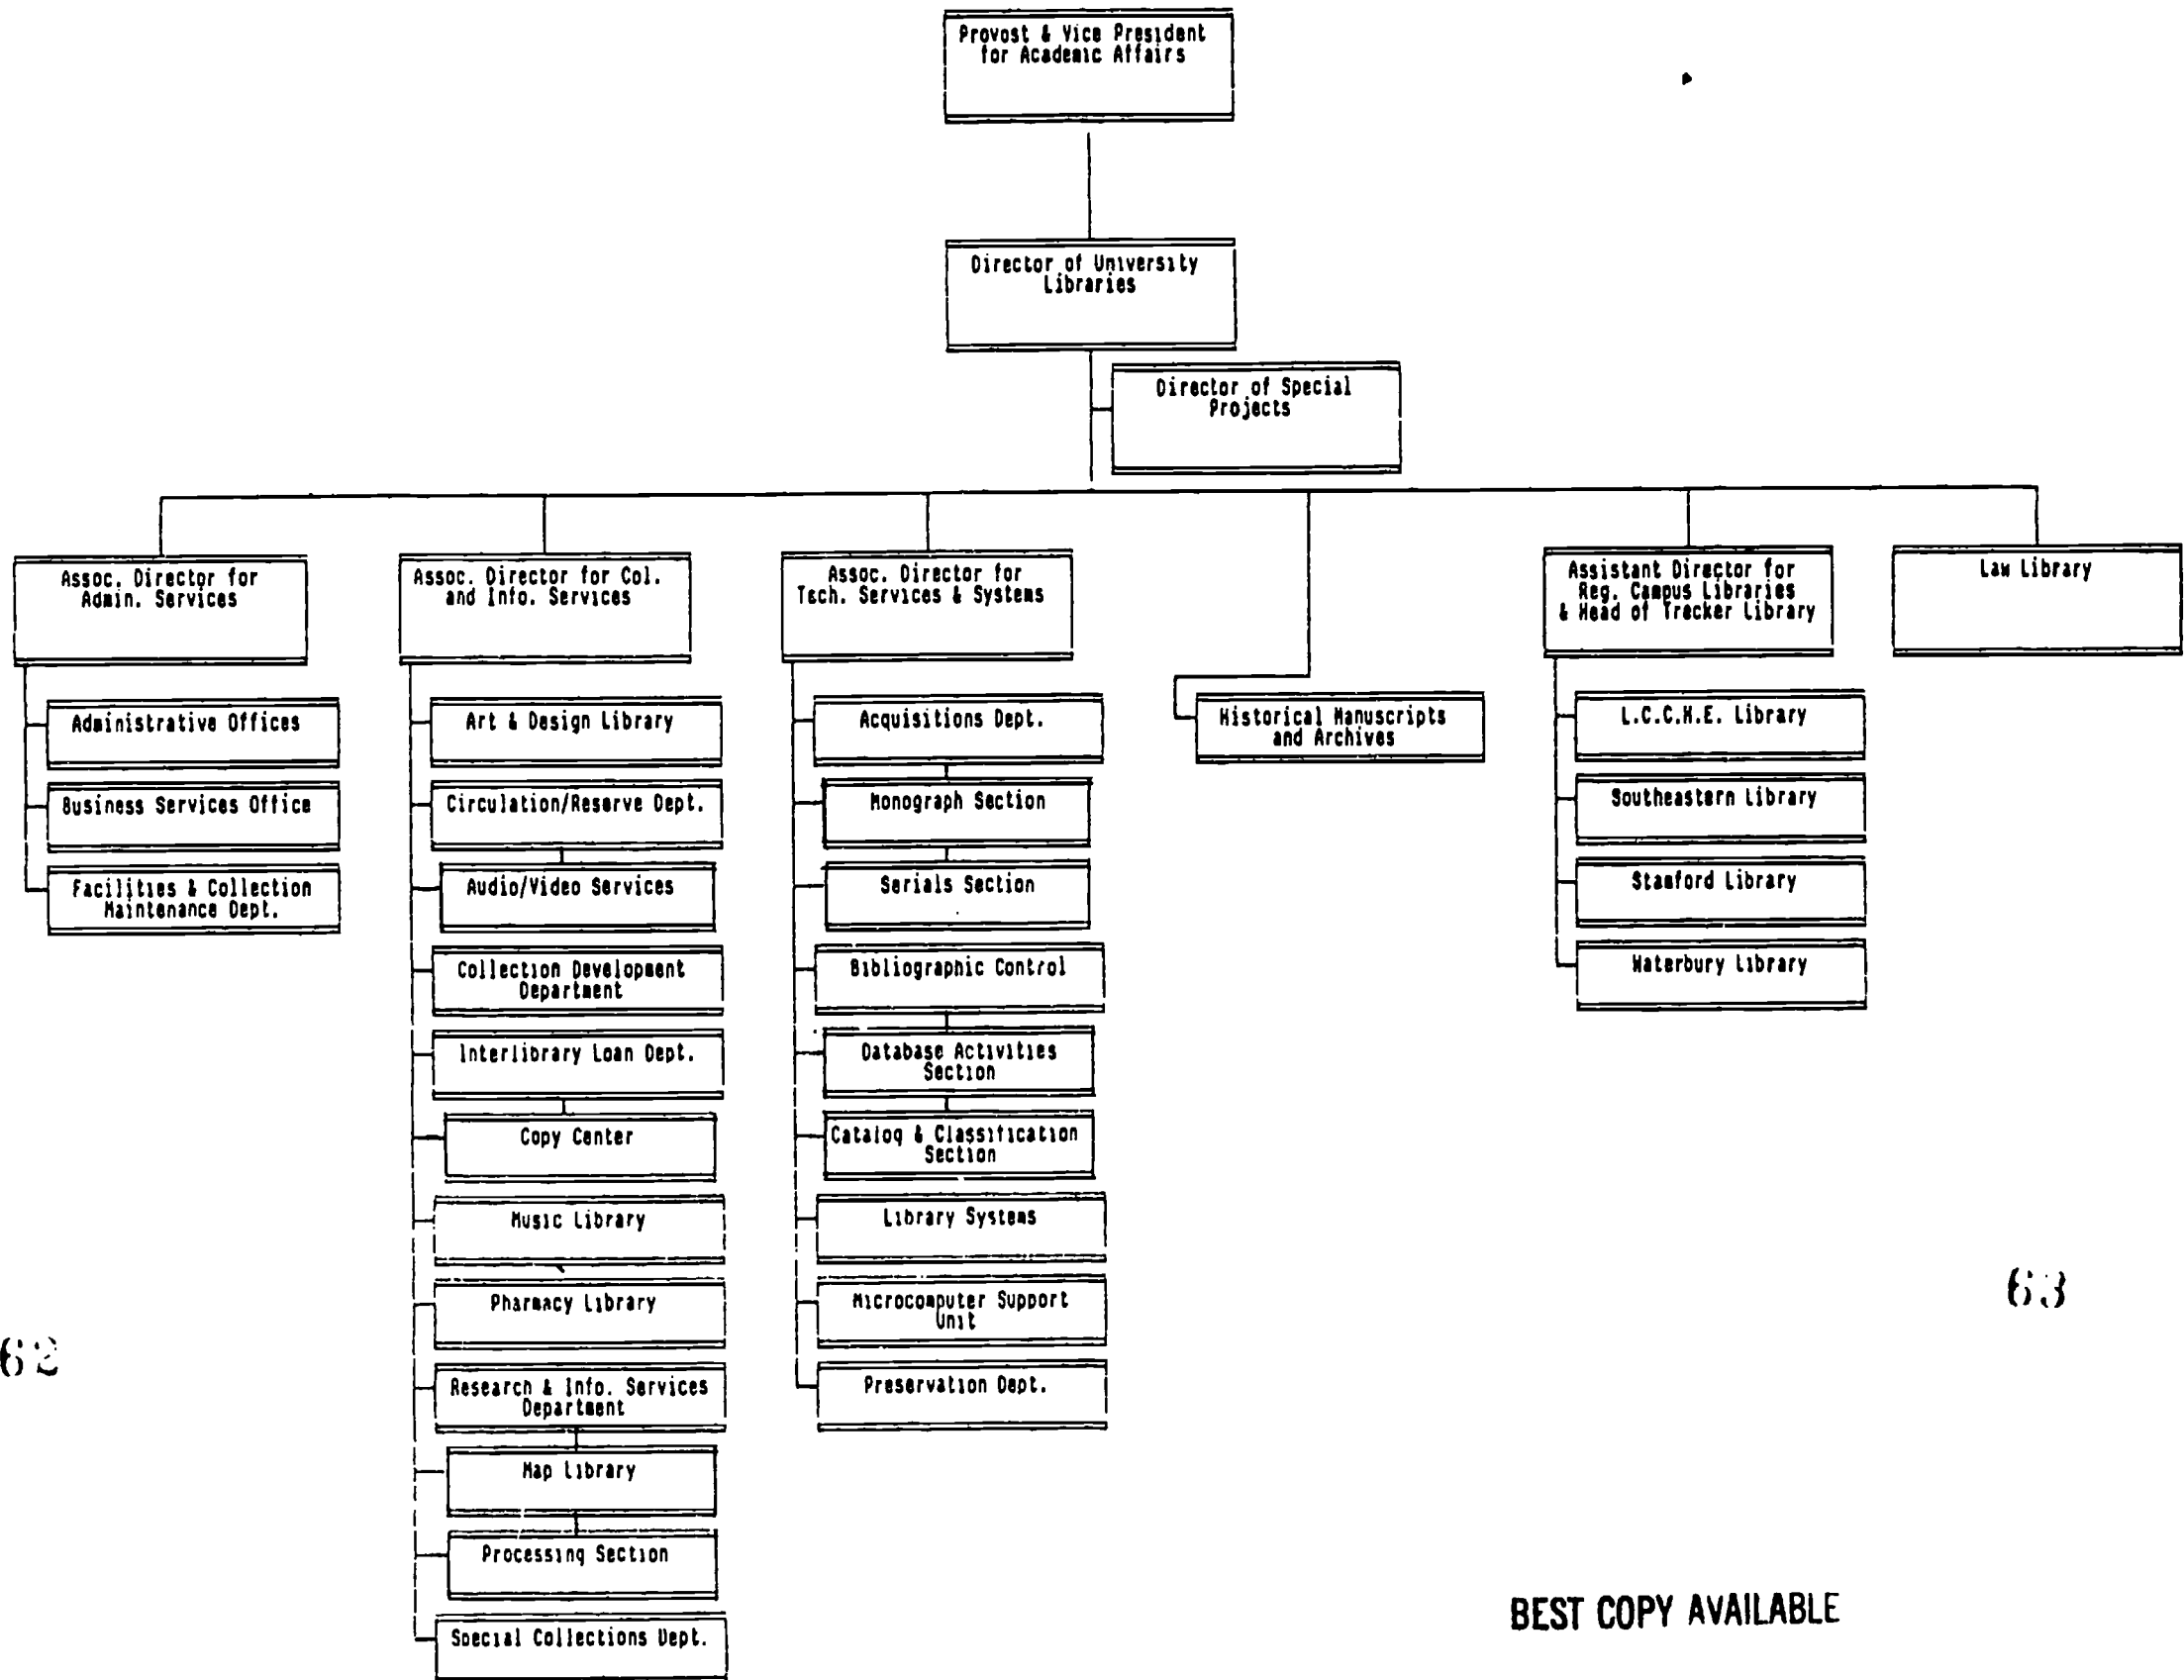 Provost & Vice President
for Academic Affairs
Director of University
Libraries
Director of Special
Projects
Assoc. Director for
Admin. Services
Administrative Offices
Business Services Office
Facilities & Collection
Maintenance Dept.
Assoc. Director for Col.
and Info. Services
Art & Design Library
Circulation/Reserve Dept.
Audio/Video Services
Collection Development
Department
Interlibrary Loan Dept.
Copy Center
Music Library
Pharmacy Library
Research & Info. Services
Department
Map Library
Processing Section
Special Collections Dept.
Assoc. Director for
Tech. Services & Systems
Acquisitions Dept.
Monograph Section
Serials Section
Bibliographic Control
Database Activities
Section
Catalog & Classification
Section
Library Systems
Microcomputer Support
Unit
Preservation Dept.
Historical Manuscripts
and Archives
Assistant Director for
Reg. Campus Libraries
& Head of Trecker Library
L.C.C.H.E. Library
Southeastern Library
Stamford Library
Waterbury Library
Law Library
62
63
BEST COPY AVAILABLE